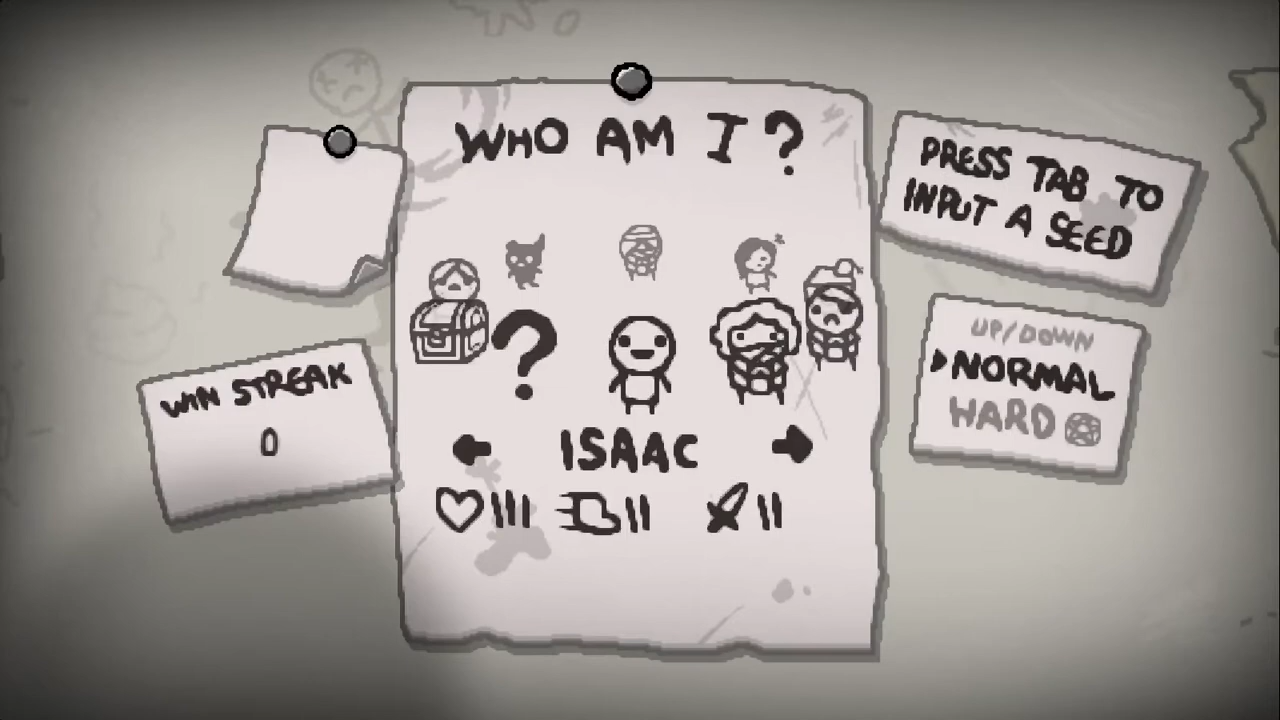 WHO AM I?
PRESS TAB TO
INPUT A SEED
WIN STREAK
0
UP/DOWN
NORMAL
HARD
?
ISAAC